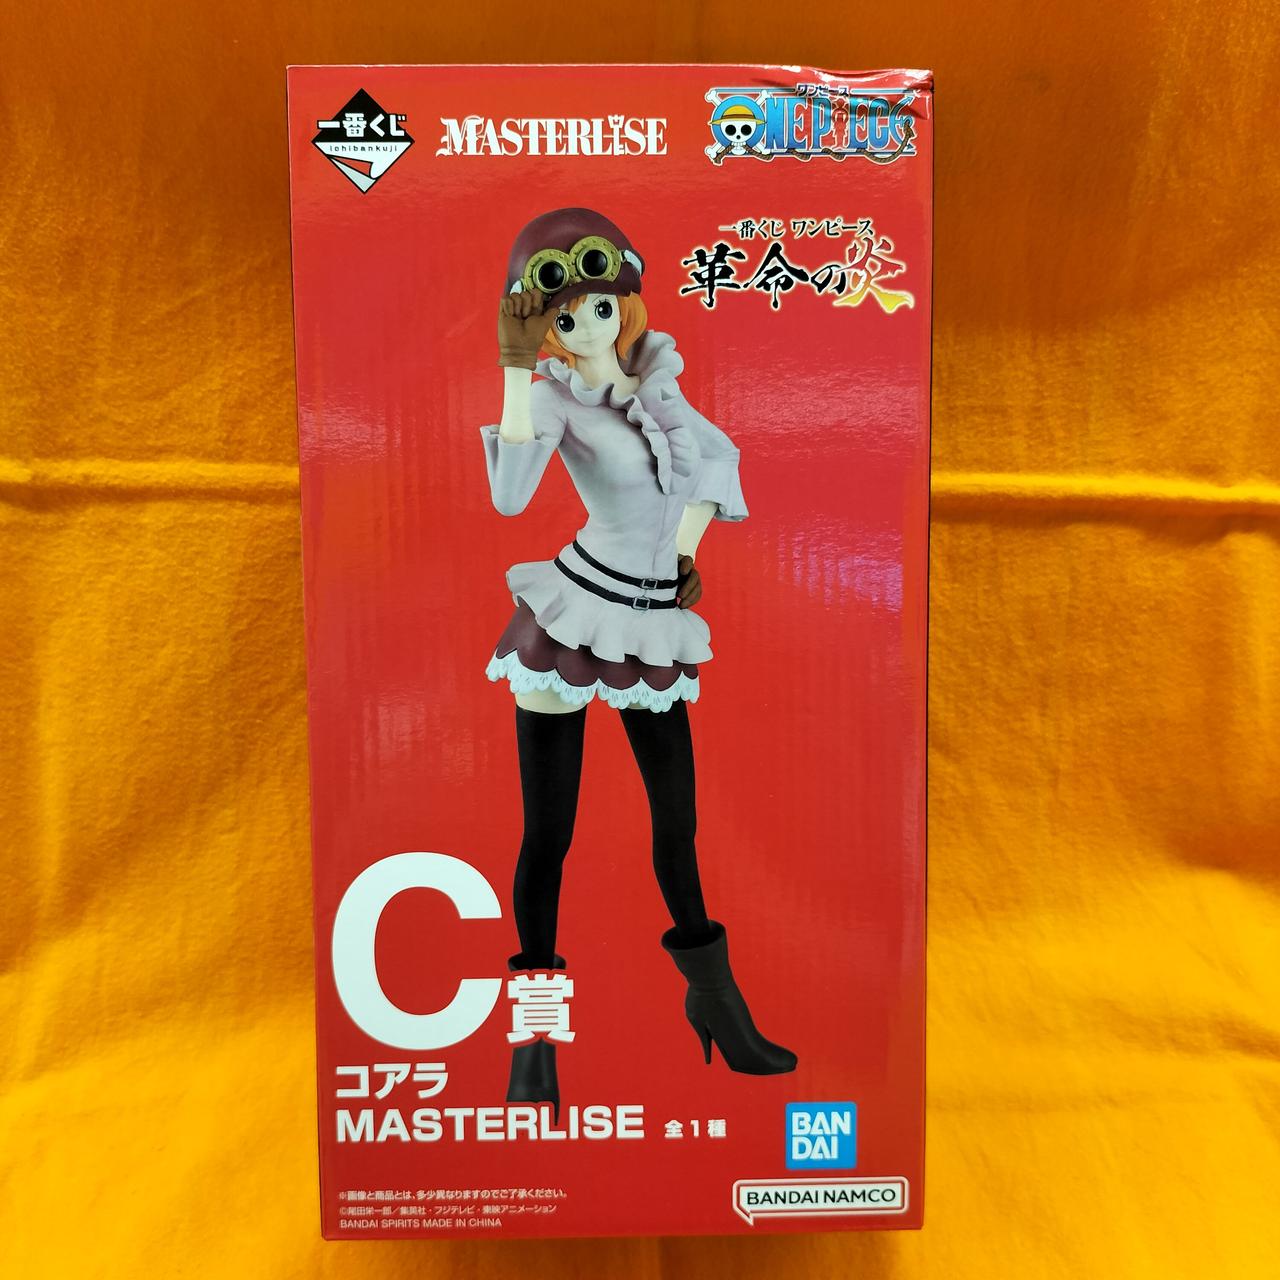 一番くじ
ichibankuji
MASTERLISE
ワンピース
ONE PIECE
一番くじ ワンピース
革命の炎
C賞
コアラ
MASTERLISE 全1種
BAN
DAI
BANDAI NAMCO
※画像と商品とは、多少異なりますのでご了承ください。
©尾田栄一郎/集英社・フジテレビ・東映アニメーション
BANDAI SPIRITS MADE IN CHINA